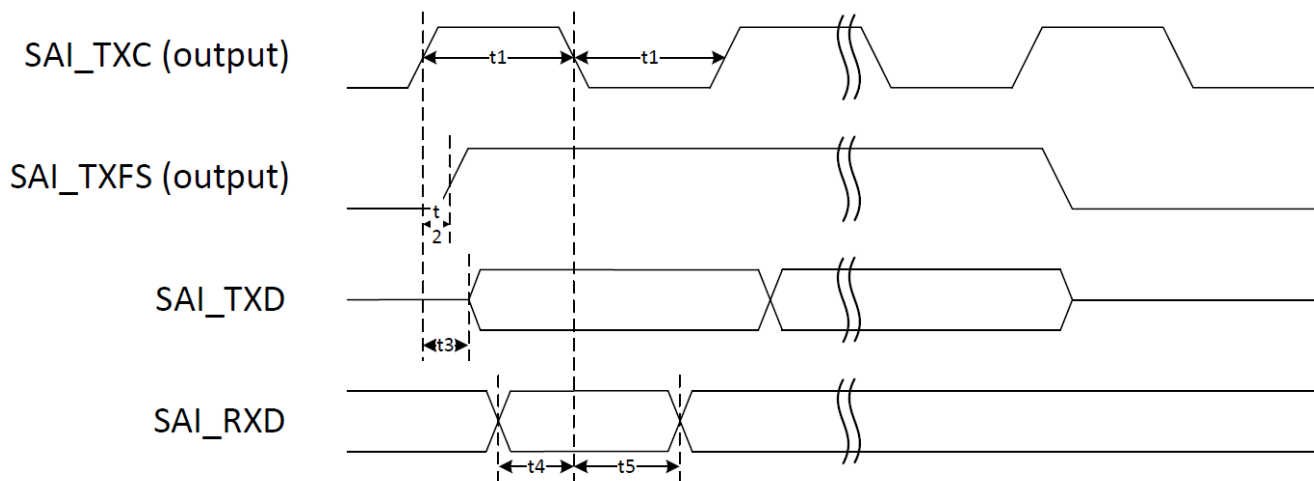 SAI_TXC (output)
t1
t1
SAI_TXFS (output)
t
2
SAI_TXD
t3
SAI_RXD
t4
t5